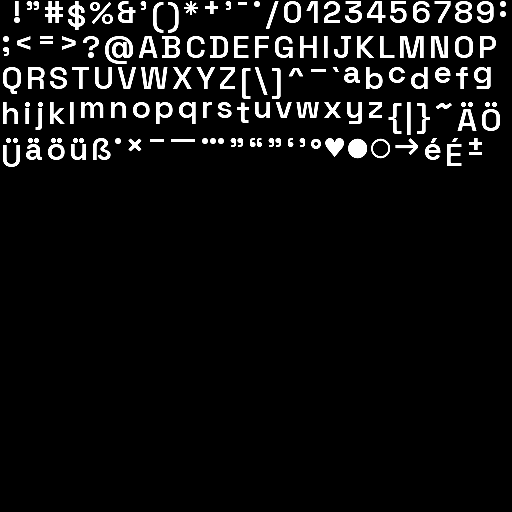 !"#$%&'()*+,-./0123456789:
;<=>?@ABCDEFGHIJKLMNOP
QRSTUVWXYZ[\]^_`abcdefg
hijklmnopqrstuvwxyz{|}~ÄÖ
Üäöüß·×–—…”“„‘’°♥●○→éÉ±